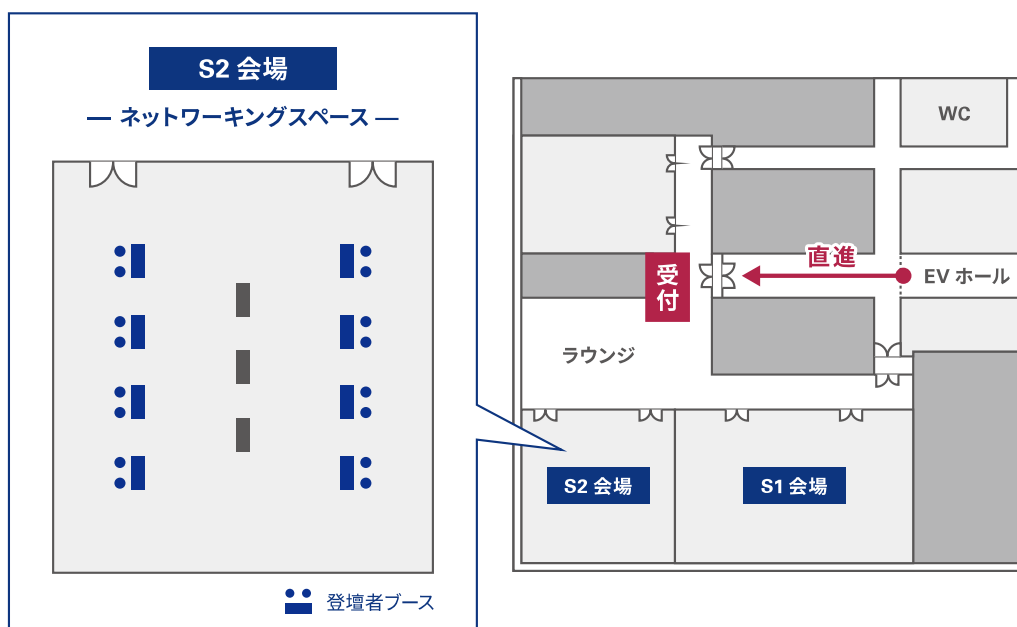 S2 会場
ネットワーキングスペース
登壇者ブース
WC
直進
EV ホール
受付
ラウンジ
S2 会場
S1 会場